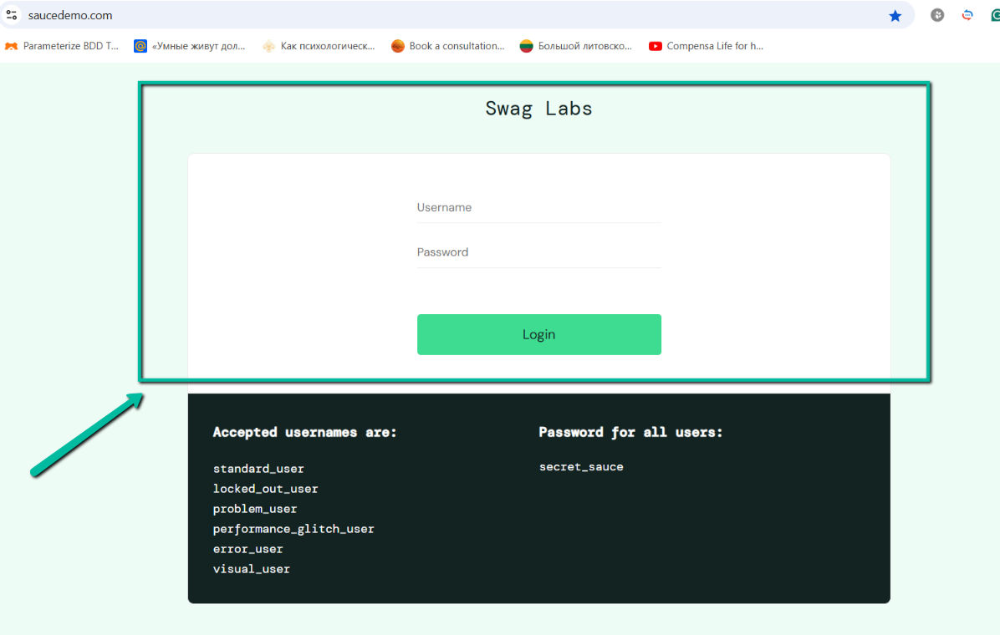 saucedemo.com
Parameterize BDD T... «Умные живут дол... Как психологическ... Book a consultation... Большой литовско... Compensa Life for h...
Swag Labs
Username
Password
Login
Accepted usernames are:
standard_user
locked_out_user
problem_user
performance_glitch_user
error_user
visual_user
Password for all users:
secret_sauce